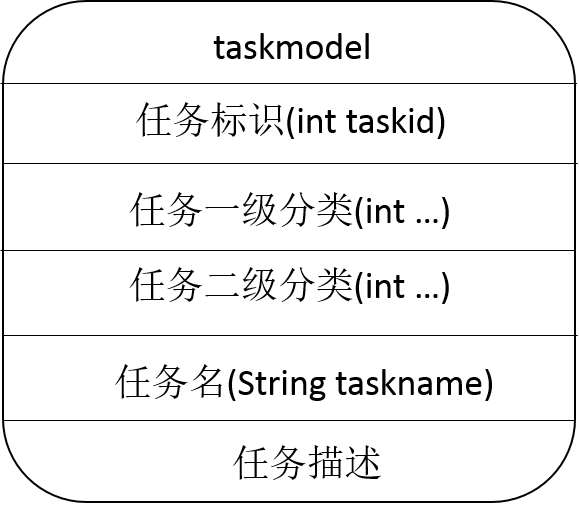 taskmodel
任务标识(int taskid)
任务一级分类(int ...)
任务二级分类(int ...)
任务名(String taskname)
任务描述